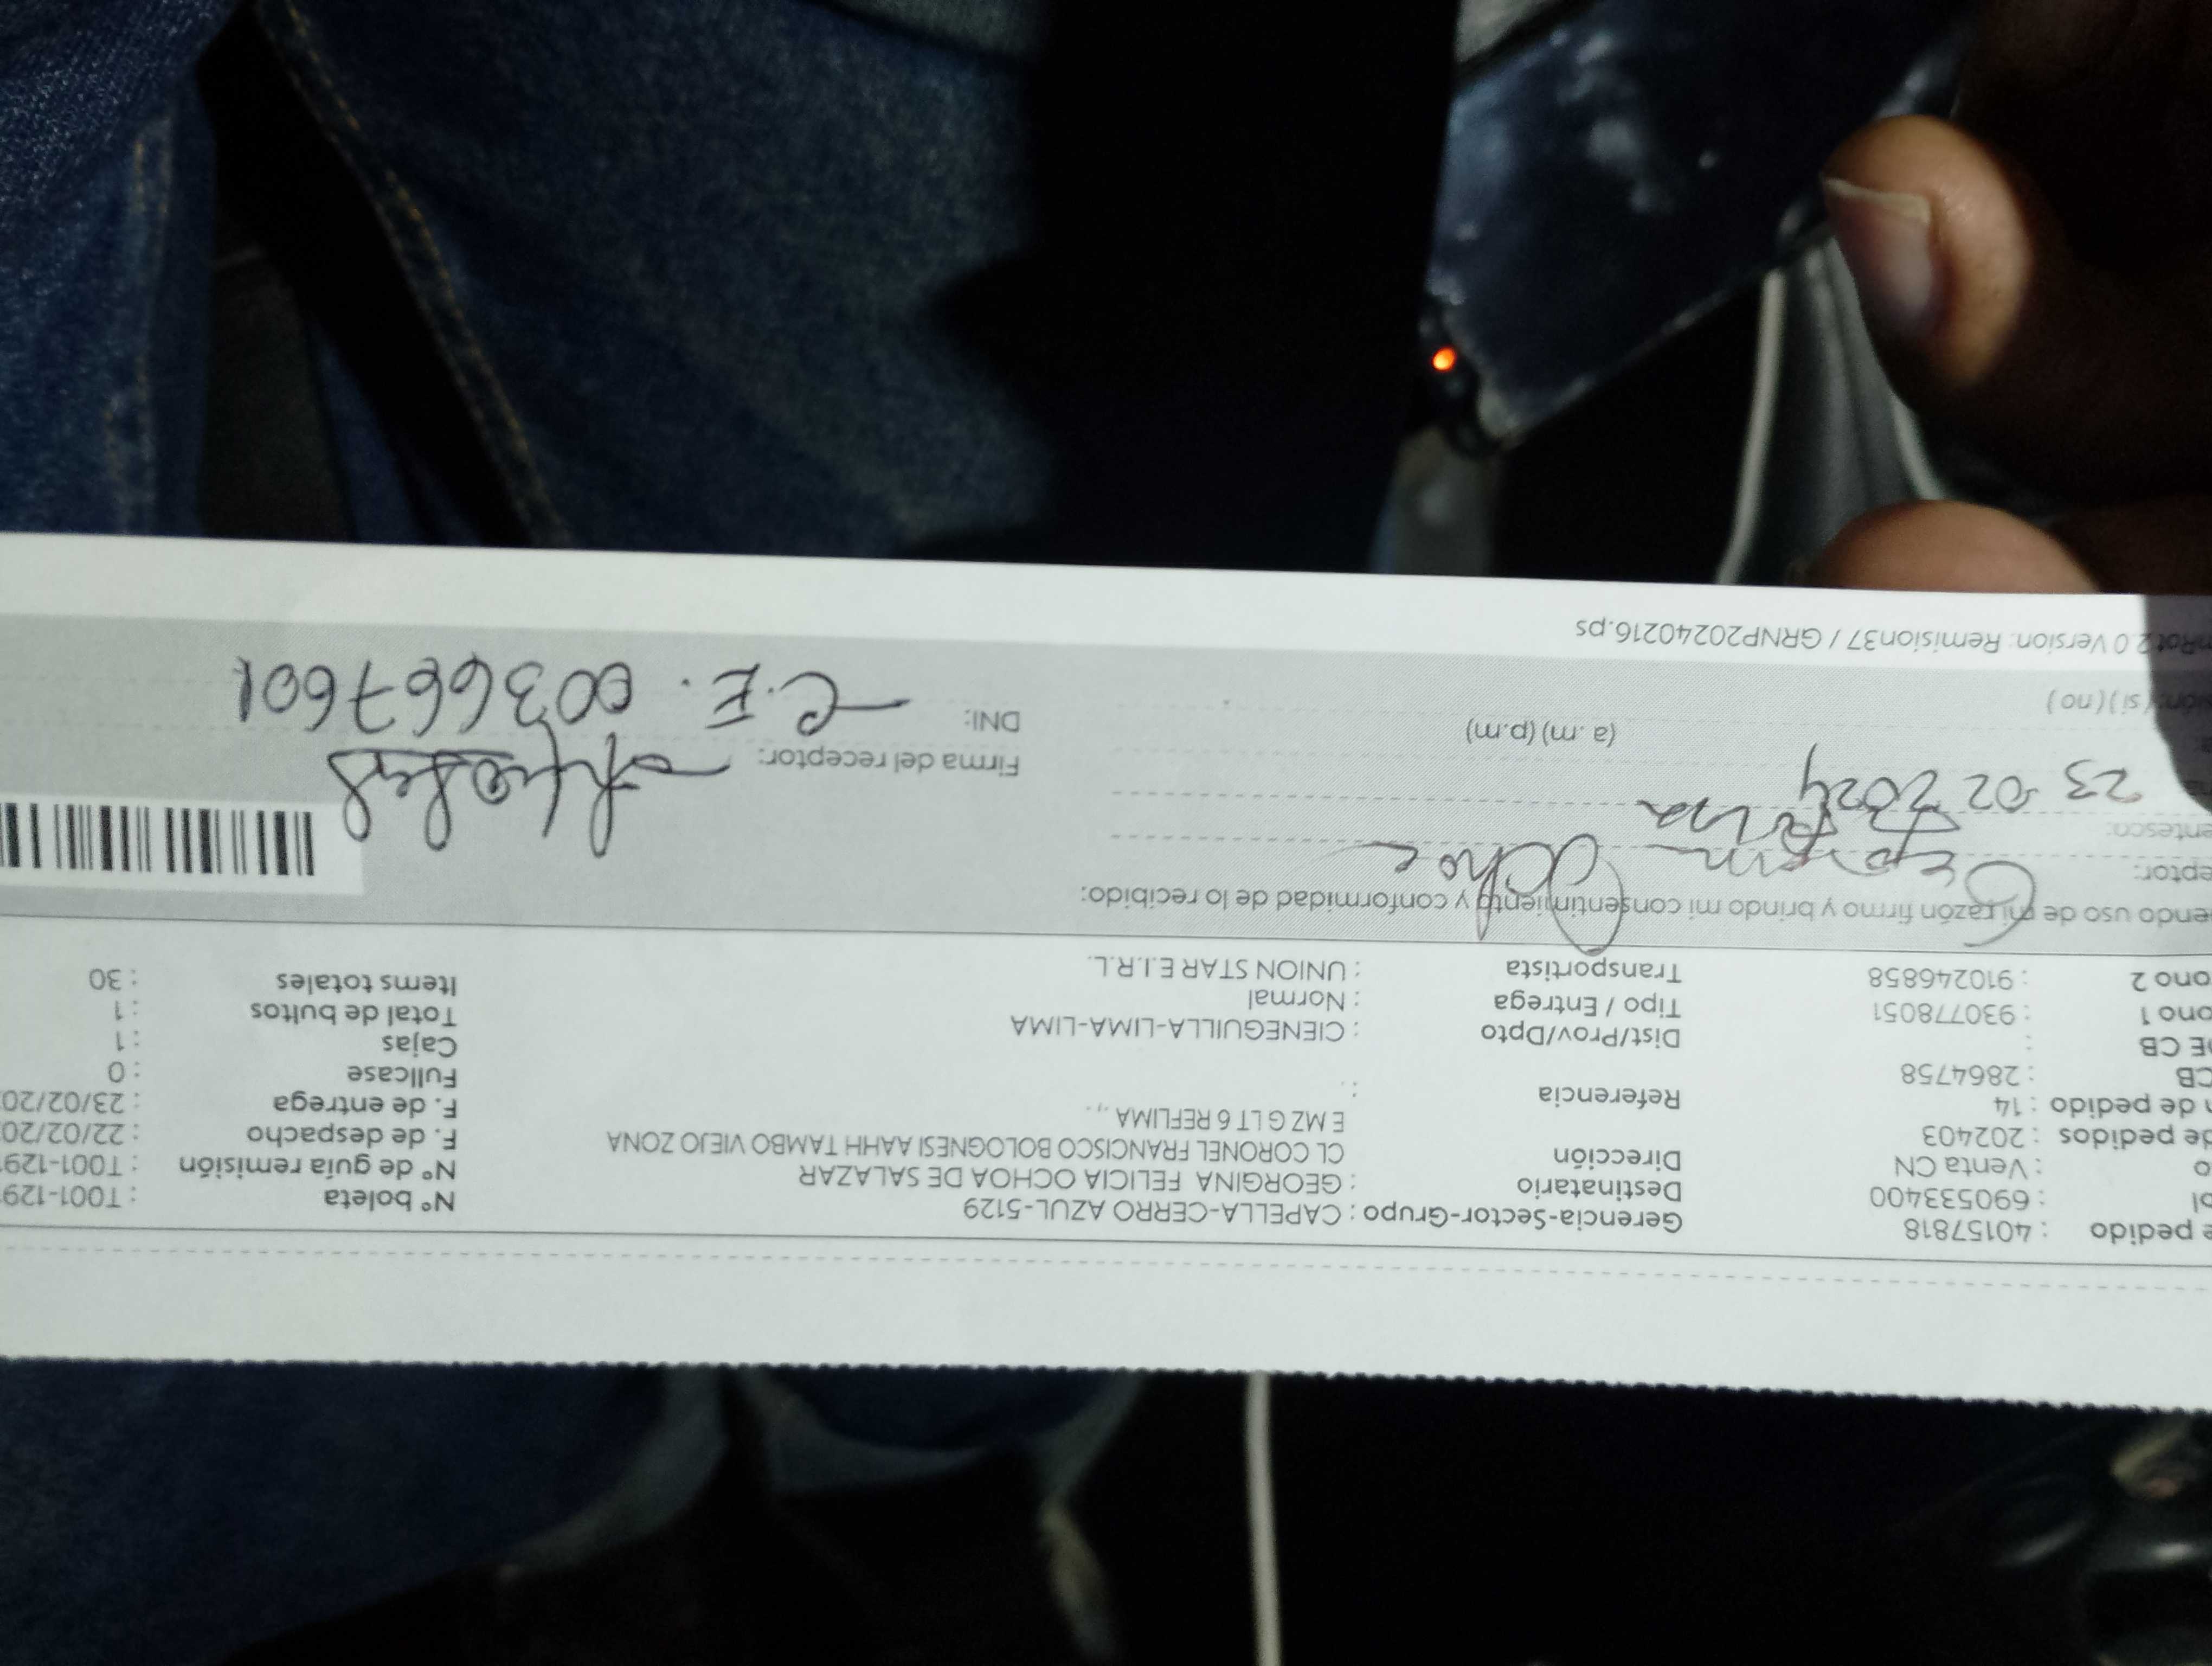 e pedido : 40157818 Gerencia-Sector-Grupo : CAPELLA-CERRO AZUL-5129 N° boleta : T001-129
ol : 690533400 Destinatario : GEORGINA FELICIA OCHOA DE SALAZAR N° de guía remisión : T001-129
o : Venta CN Dirección CL CORONEL FRANCISCO BOLOGNESI AAHH TAMBO VIEJO ZONA F. de despacho : 22/02/20
de pedidos : 202403 E MZ G LT 6 REFLIMA ,.. F. de entrega : 23/02/20
n de pedido : 14 Referencia : . Fullcase : 0
CB : 2864758 Cajas : 1
DE CB : Dist/Prov/Dpto : CIENEGUILLA-LIMA-LIMA Total de bultos : 1
ono 1 : 930778051 Tipo / Entrega : Normal Items totales : 30
ono 2 : 910246858 Transportista : UNION STAR E.I.R.L.
endo uso de mi razón firmo y brindo mi consentimiento y conformidad de lo recibido:
eptor:
entesco:
23 02 2024
Firma del receptor:
(a. m) (p.m) DNI: C.E. 003667601
(si) (no)
2.0 Version: Remision37 / GRNP20240216.ps